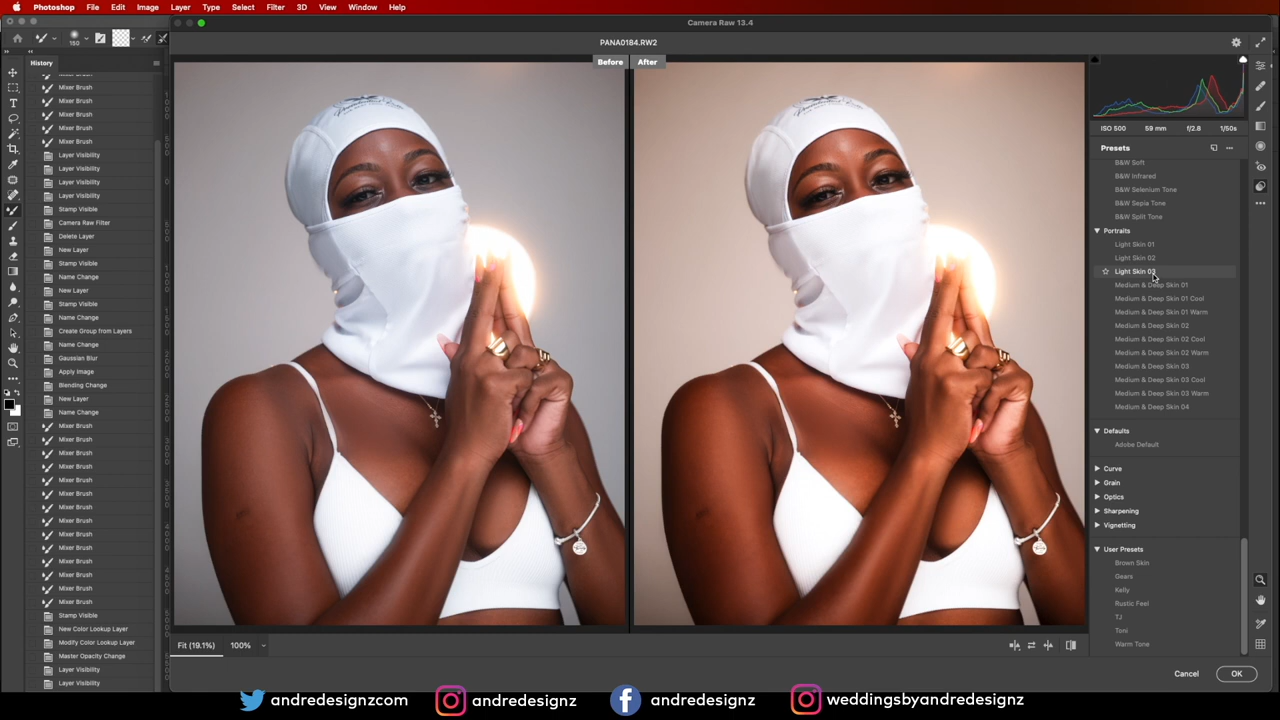 Photoshop File Edit Image Layer Type Select Filter 3D View Window Help
Camera Raw 13.4
150
PANA0184.RW2
History
Mixer Brush
Mixer Brush
Mixer Brush
Mixer Brush
Mixer Brush
Mixer Brush
Layer Visibility
Layer Visibility
Layer Visibility
Layer Visibility
Stamp Visible
Camera Raw Filter
Delete Layer
New Layer
Stamp Visible
Name Change
New Layer
Stamp Visible
Name Change
Create Group from Layers
Name Change
Gaussian Blur
Apply Image
Blending Change
New Layer
Name Change
Mixer Brush
Mixer Brush
Mixer Brush
Mixer Brush
Mixer Brush
Mixer Brush
Mixer Brush
Mixer Brush
Mixer Brush
Mixer Brush
Mixer Brush
Mixer Brush
Mixer Brush
Mixer Brush
Stamp Visible
New Color Lookup Layer
Modify Color Lookup Layer
Master Opacity Change
Layer Visibility
Layer Visibility
Before After
ISO 500 59 mm f/2.8 1/50s
Presets
B&W Soft
B&W Infrared
B&W Selenium Tone
B&W Sepia Tone
B&W Split Tone
Portraits
Light Skin 01
Light Skin 02
Light Skin 03
Medium & Deep Skin 01
Medium & Deep Skin 01 Cool
Medium & Deep Skin 01 Warm
Medium & Deep Skin 02
Medium & Deep Skin 02 Cool
Medium & Deep Skin 02 Warm
Medium & Deep Skin 03
Medium & Deep Skin 03 Cool
Medium & Deep Skin 03 Warm
Medium & Deep Skin 04
Defaults
Adobe Default
Curve
Grain
Optics
Sharpening
Vignetting
User Presets
Brown Skin
Gears
Kelly
Rustic Feel
TJ
Toni
Warm Tone
Fit (19.1%) 100%
Cancel OK
andredesignzcom andredesignz andredesignz weddingsbyandredesignz